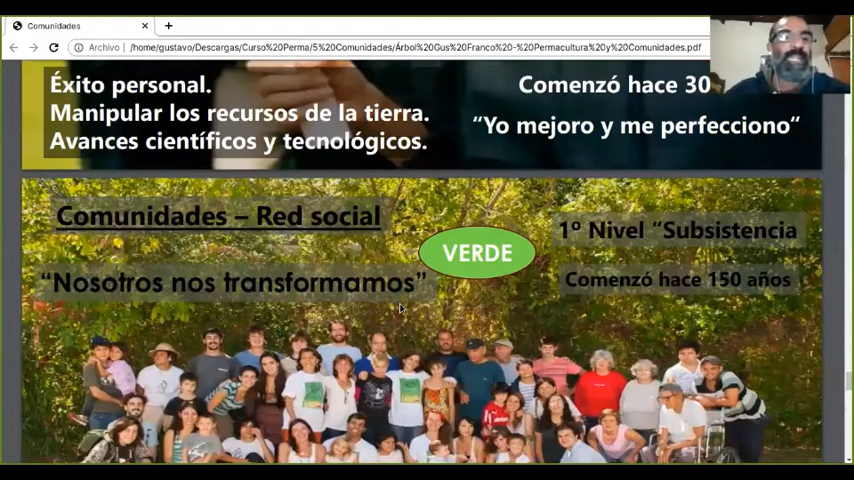 Comunidades
Archivo
/home/gustavo/Descargas/Curso%20Perma/5%20Comunidades/Árbol%20Gus%20Franco%20-%20Permacultura%20y%20Comunidades.pdf
Éxito personal.
Manipular los recursos de la tierra.
Avances científicos y tecnológicos.
Comenzó hace 30
“Yo mejoro y me perfecciono“
Comunidades – Red social
VERDE
1º Nivel “Subsistencia
“Nosotros nos transformamos”
Comenzó hace 150 años